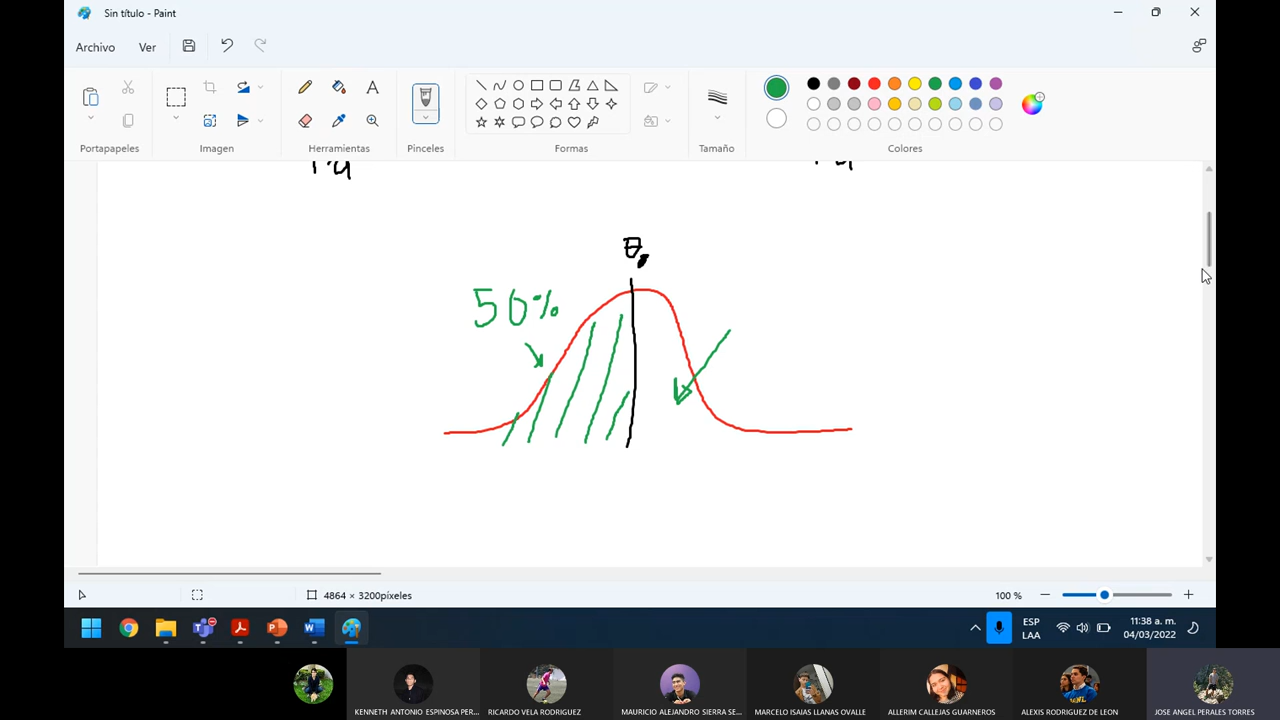 Sin título - Paint
Archivo
Ver
Portapapeles
Imagen
Herramientas
Pinceles
Formas
Tamaño
Colores
50%
4864 × 3200píxeles
100 %
ESP
LAA
11:38 a. m.
04/03/2022
KENNETH ANTONIO ESPINOSA PER...
RICARDO VELA RODRIGUEZ
MAURICIO ALEJANDRO SIERRA SE...
MARCELO ISAIAS LLANAS OVALLE
ALLERIM CALLEJAS GUARNEROS
ALEXIS RODRIGUEZ DE LEON
JOSE ANGEL PERALES TORRES